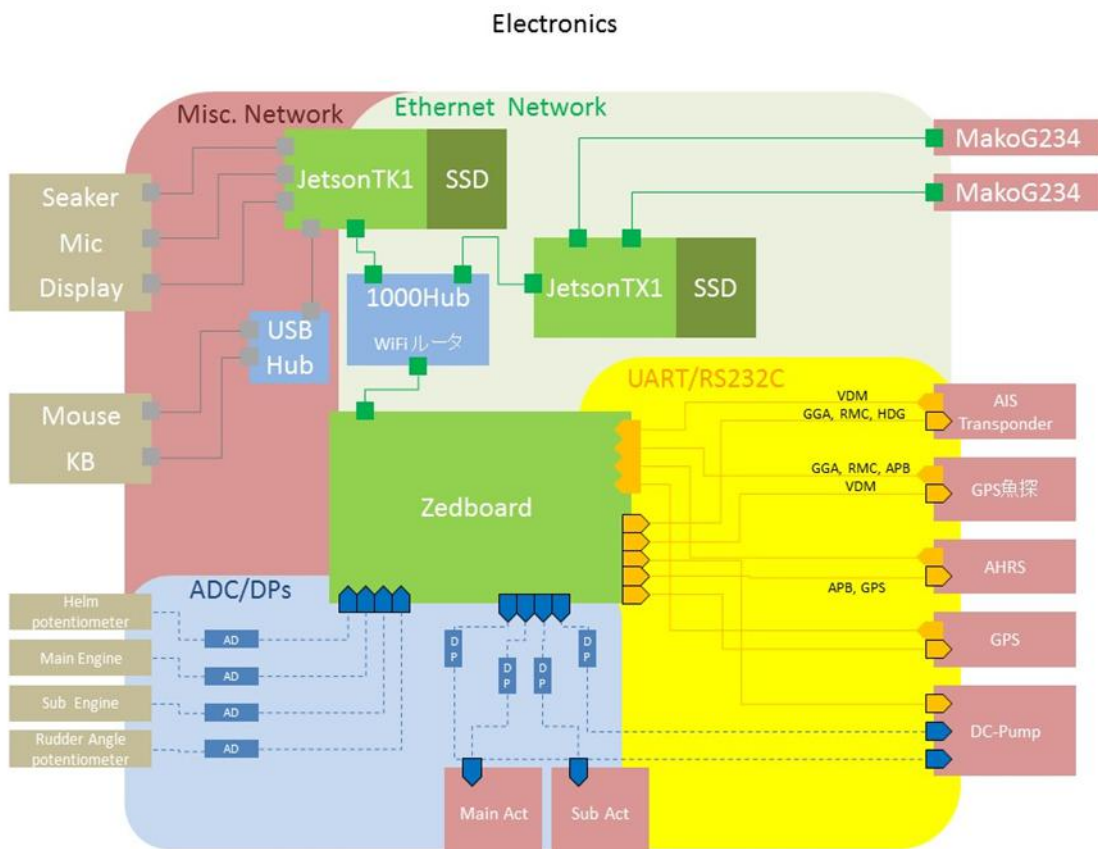 Electronics
Misc. Network
Ethernet Network
MakoG234
MakoG234
JetsonTK1
SSD
Seaker
Mic
Display
JetsonTX1
SSD
1000Hub
WiFiルータ
USB
Hub
Mouse
KB
UART/RS232C
VDM
GGA, RMC, HDG
AIS
Transponder
GGA, RMC, APB
VDM
GPS魚探
Zedboard
AHRS
APB, GPS
GPS
DC-Pump
ADC/DPs
Helm
potentiometer
Main Engine
Sub Engine
Rudder Angle
potentiometer
AD
AD
AD
AD
DP
DP
DP
DP
Main Act
Sub Act